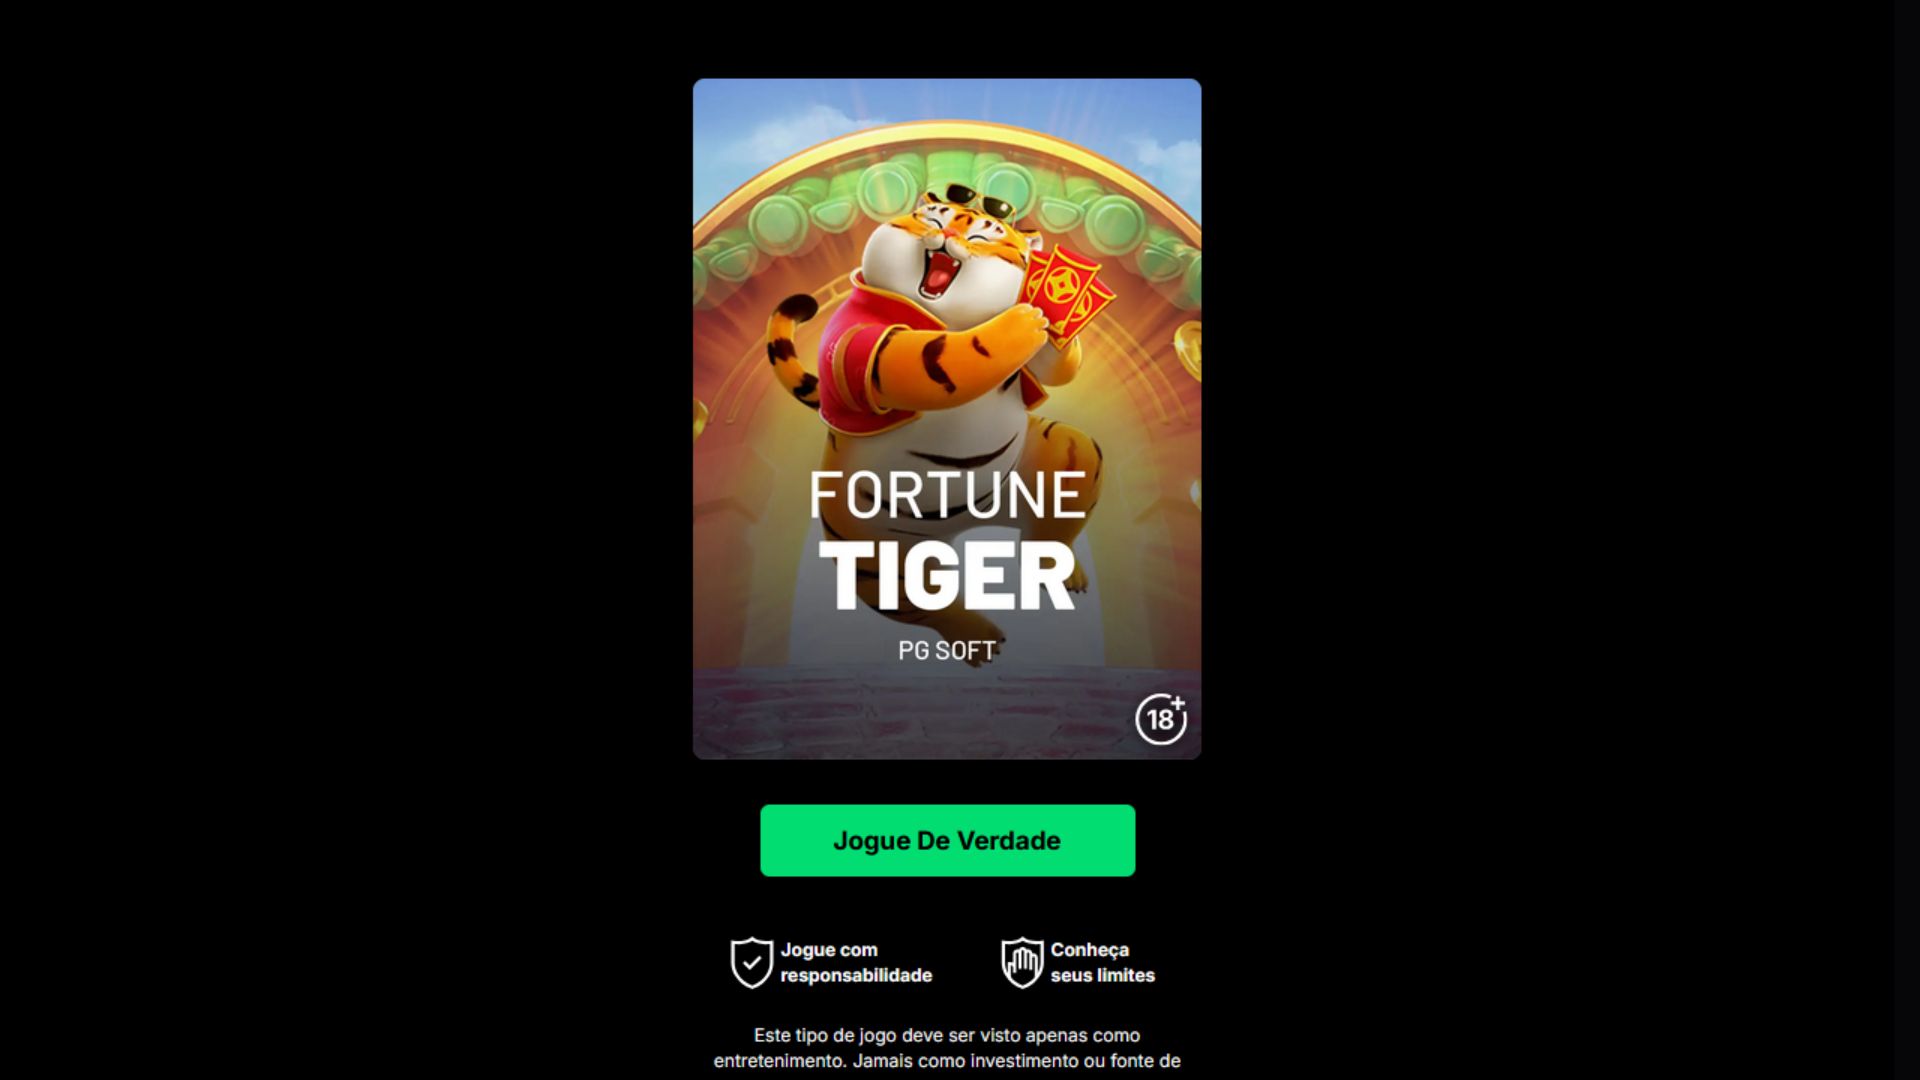 FORTUNE
TIGER
PG SOFT
18+
Jogue De Verdade
Jogue com
responsabilidade
Conheça
seus limites
Este tipo de jogo deve ser visto apenas como
entretenimento. Jamais como investimento ou fonte de